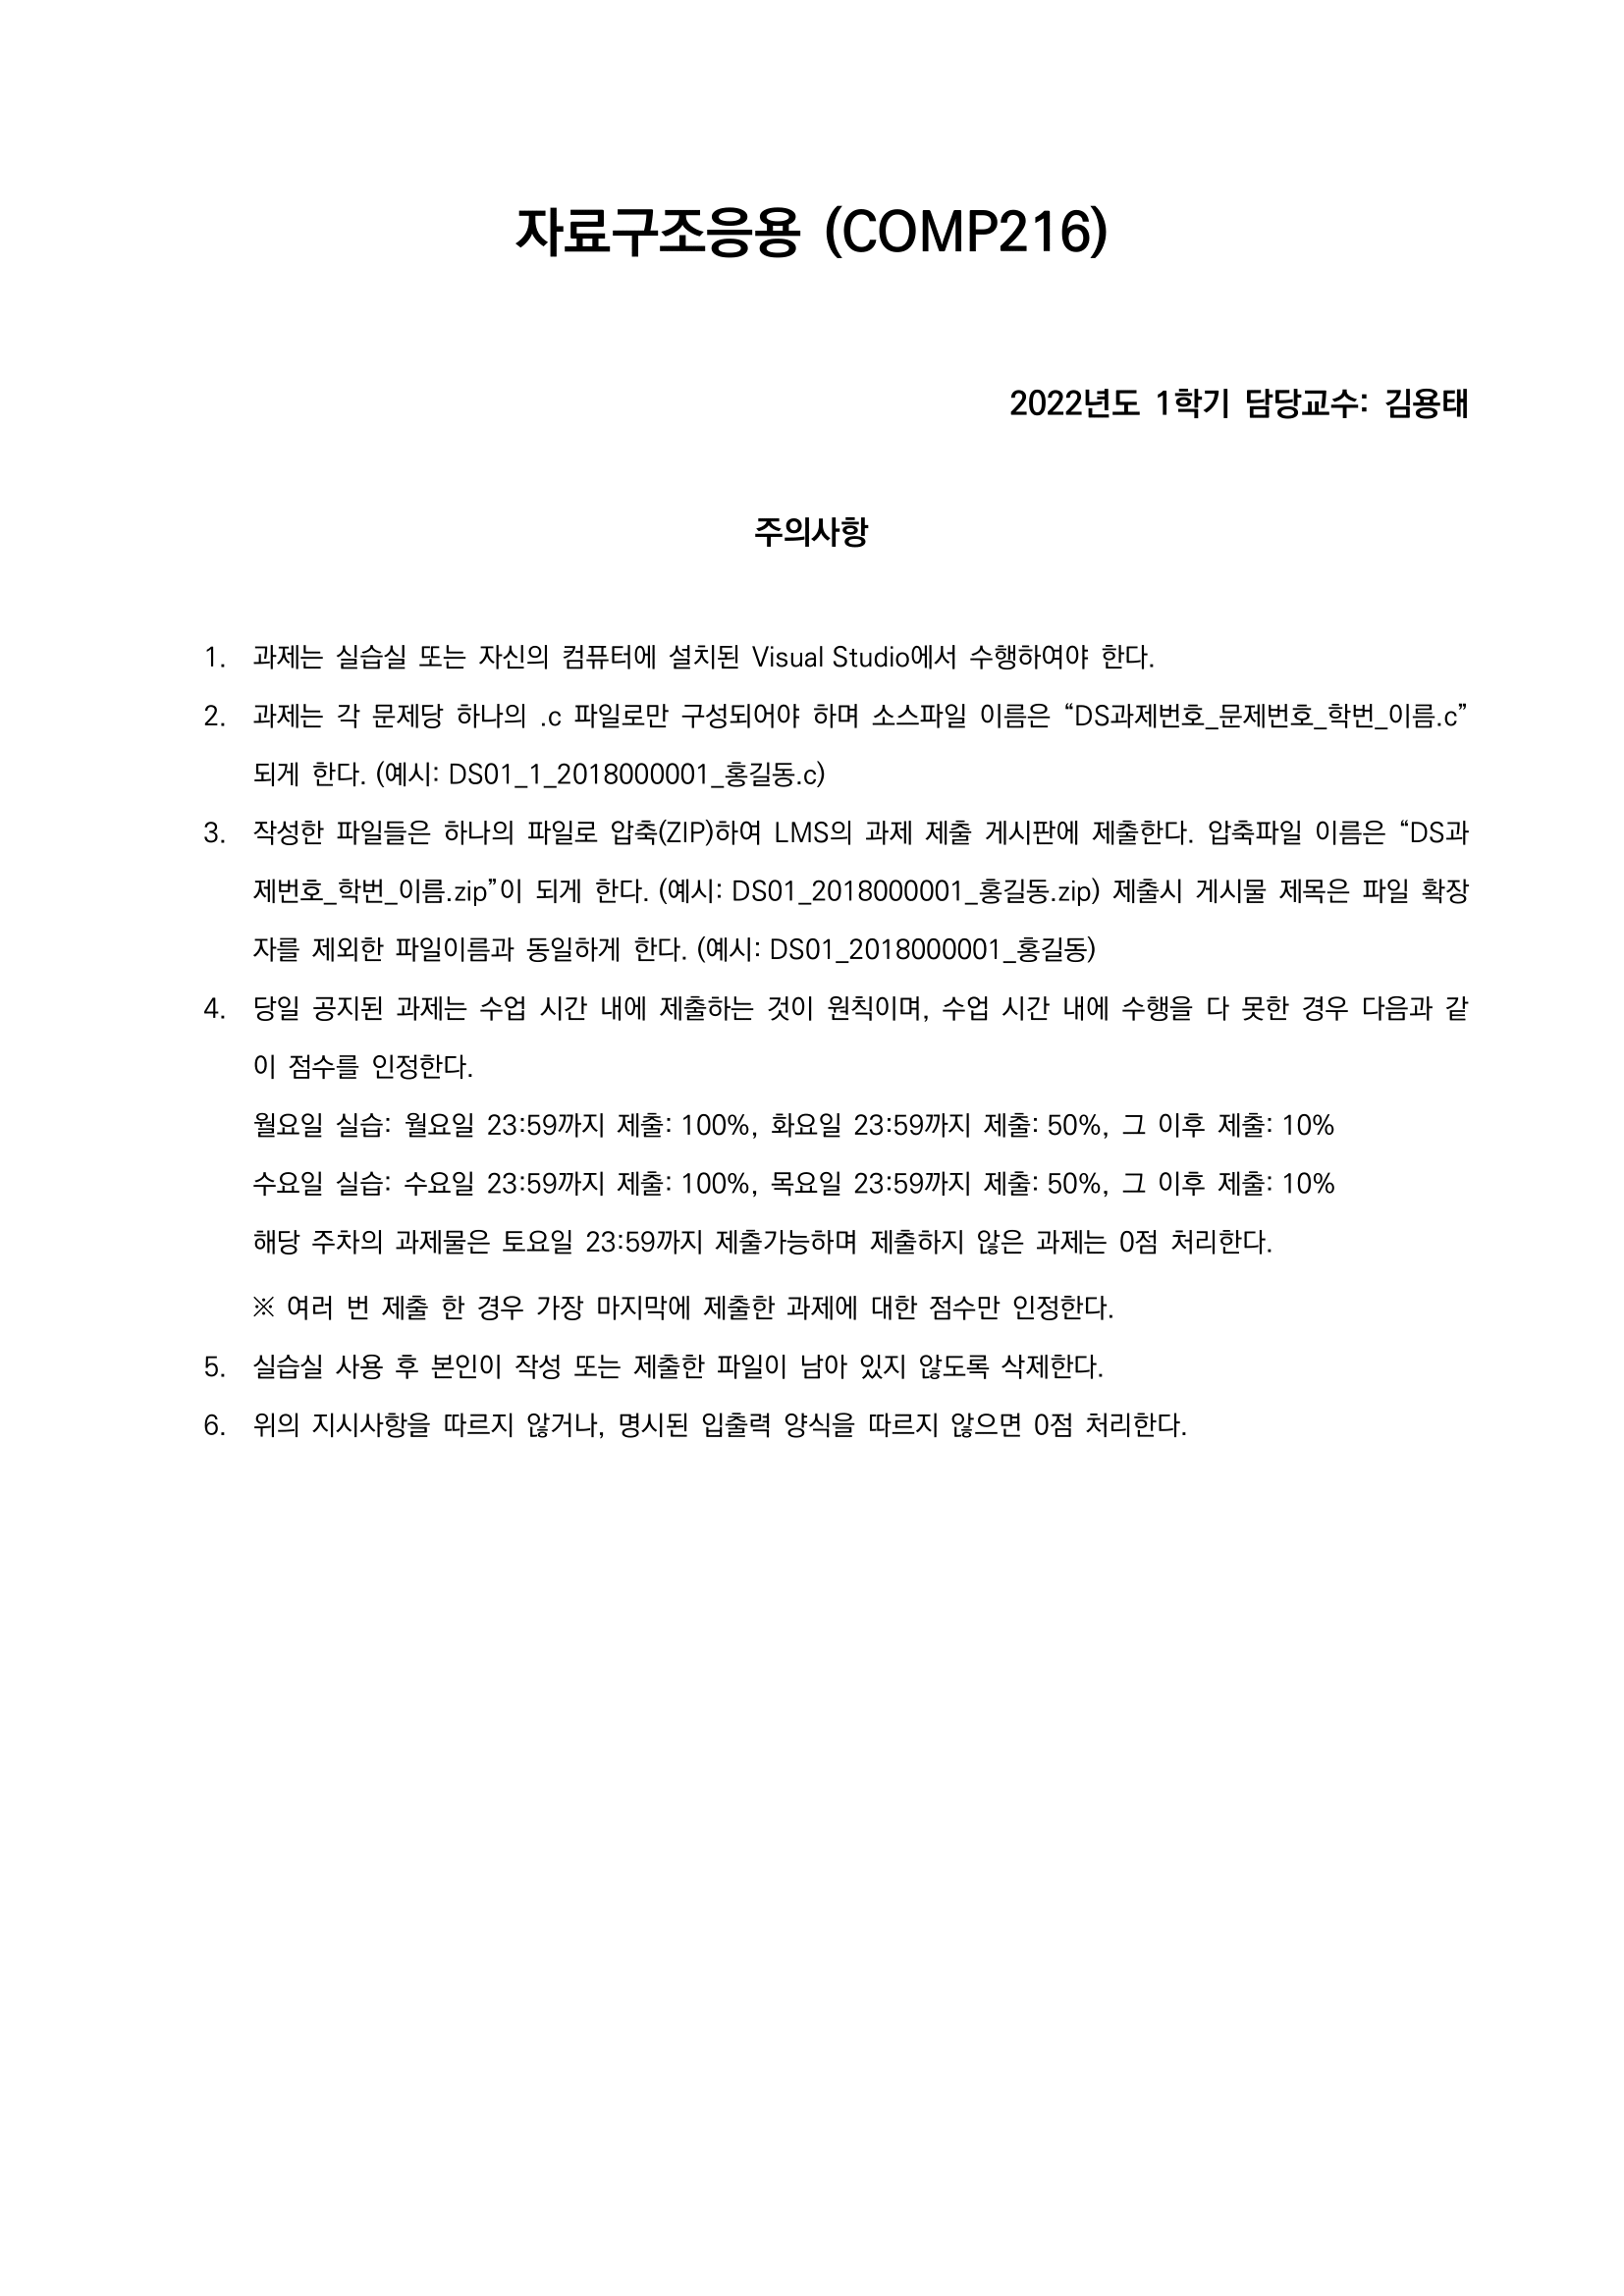 자료구조응용 (COMP216)
2022년도 1학기 담당교수: 김용태
주의사항
1. 과제는 실습실 또는 자신의 컴퓨터에 설치된 Visual Studio에서 수행하여야 한다.
2. 과제는 각 문제당 하나의 .c 파일로만 구성되어야 하며 소스파일 이름은 “DS과제번호_문제번호_학번_이름.c”
되게 한다. (예시: DS01_1_2018000001_홍길동.c)
3. 작성한 파일들은 하나의 파일로 압축(ZIP)하여 LMS의 과제 제출 게시판에 제출한다. 압축파일 이름은 “DS과
제번호_학번_이름.zip”이 되게 한다. (예시: DS01_2018000001_홍길동.zip) 제출시 게시물 제목은 파일 확장
자를 제외한 파일이름과 동일하게 한다. (예시: DS01_2018000001_홍길동)
4. 당일 공지된 과제는 수업 시간 내에 제출하는 것이 원칙이며, 수업 시간 내에 수행을 다 못한 경우 다음과 같
이 점수를 인정한다.
월요일 실습: 월요일 23:59까지 제출: 100%, 화요일 23:59까지 제출: 50%, 그 이후 제출: 10%
수요일 실습: 수요일 23:59까지 제출: 100%, 목요일 23:59까지 제출: 50%, 그 이후 제출: 10%
해당 주차의 과제물은 토요일 23:59까지 제출가능하며 제출하지 않은 과제는 0점 처리한다.
※ 여러 번 제출 한 경우 가장 마지막에 제출한 과제에 대한 점수만 인정한다.
5. 실습실 사용 후 본인이 작성 또는 제출한 파일이 남아 있지 않도록 삭제한다.
6. 위의 지시사항을 따르지 않거나, 명시된 입출력 양식을 따르지 않으면 0점 처리한다.